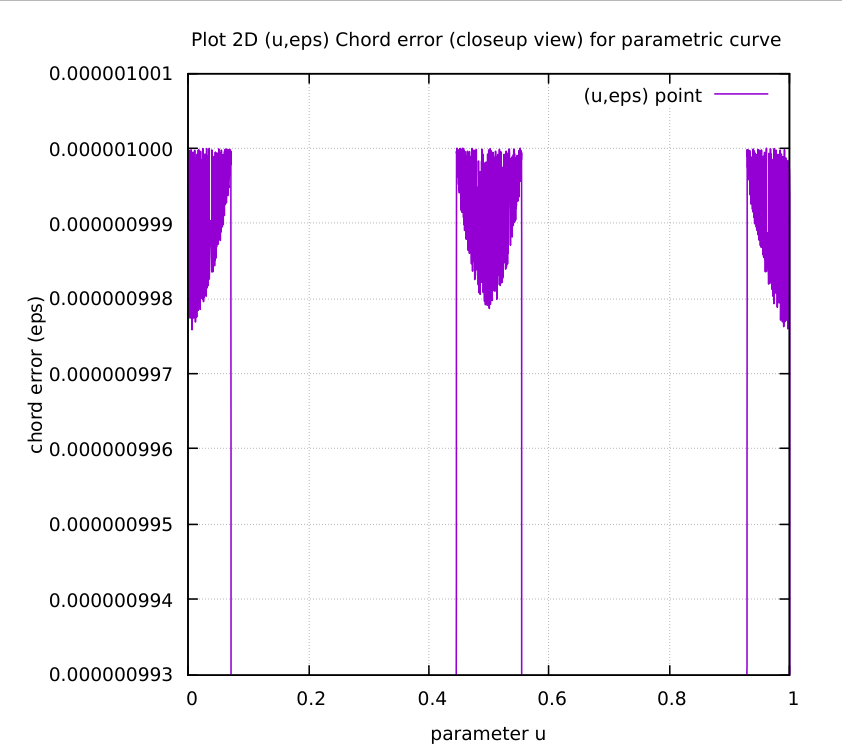 Plot 2D (u,eps) Chord error (closeup view) for parametric curve
0.000001001
(u,eps) point
0.000001000
0.000000999
0.000000998
0.000000997
0.000000996
0.000000995
0.000000994
0.000000993
chord error (eps)
0 0.2 0.4 0.6 0.8 1
parameter u